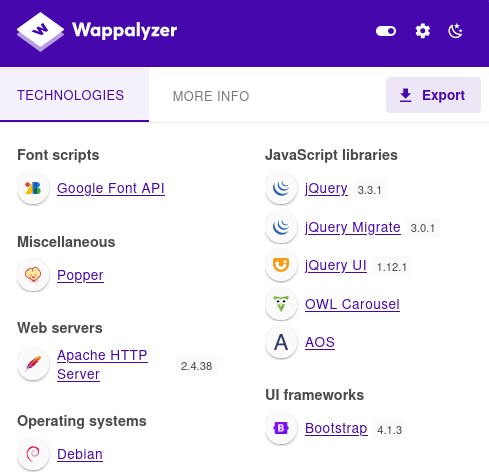 Wappalyzer
TECHNOLOGIES
MORE INFO
Export
Font scripts
Google Font API
Miscellaneous
Popper
Web servers
Apache HTTP
Server
2.4.38
Operating systems
Debian
JavaScript libraries
jQuery 3.3.1
jQuery Migrate 3.0.1
jQuery UI 1.12.1
OWL Carousel
AOS
UI frameworks
Bootstrap 4.1.3